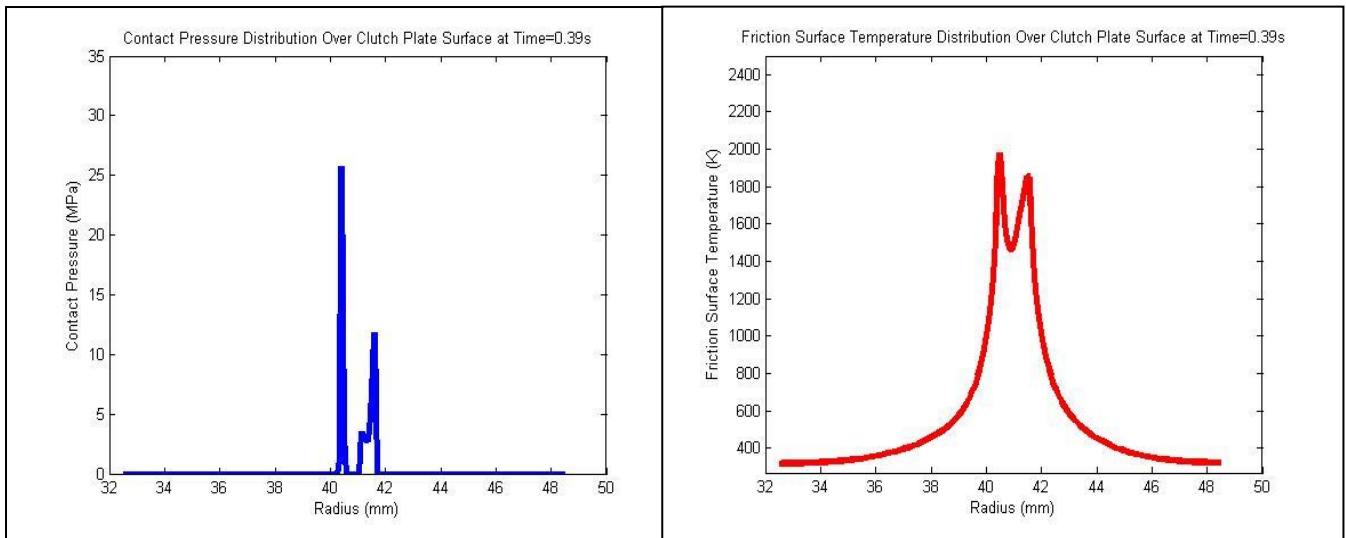 Contact Pressure Distribution Over Clutch Plate Surface at Time=0.39s
35
30
25
20
15
10
5
0
Contact Pressure (MPa)
32 34 36 38 40 42 44 46 48 50
Radius (mm)
Friction Surface Temperature Distribution Over Clutch Plate Surface at Time=0.39s
2400
2200
2000
1800
1600
1400
1200
1000
800
600
400
Friction Surface Temperature (K)
32 34 36 38 40 42 44 46 48 50
Radius (mm)